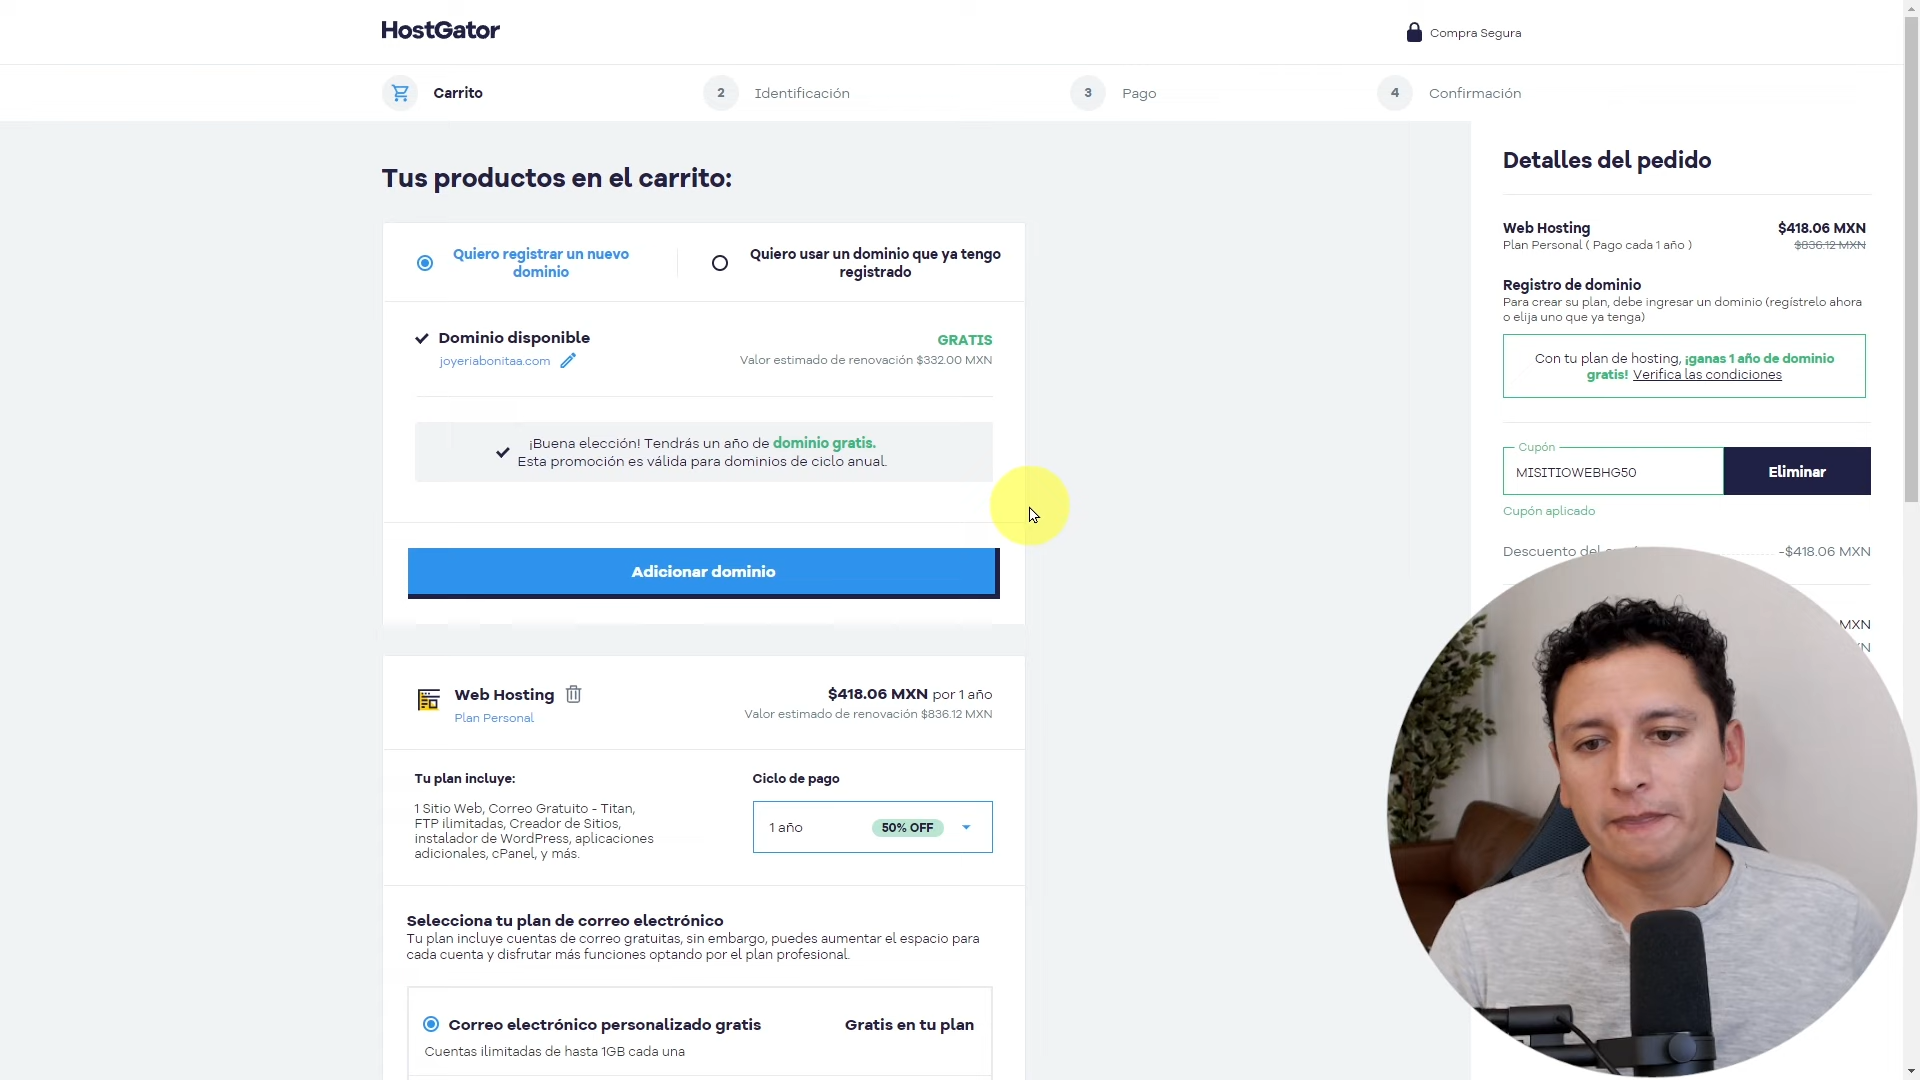 HostGator
Compra Segura
Carrito
2
Identificación
3
Pago
4
Confirmación
Tus productos en el carrito:
Quiero registrar un nuevo
dominio
Quiero usar un dominio que ya tengo
registrado
Dominio disponible
GRATIS
joyeriabonitaa.com
Valor estimado de renovación $332.00 MXN
¡Buena elección! Tendrás un año de dominio gratis.
Esta promoción es válida para dominios de ciclo anual.
Adicionar dominio
Web Hosting
$418.06 MXN por 1 año
Plan Personal
Valor estimado de renovación $836.12 MXN
Tu plan incluye:
Ciclo de pago
1 Sitio Web, Correo Gratuito - Titan,
FTP ilimitadas, Creador de Sitios,
instalador de WordPress, aplicaciones
adicionales, cPanel, y más.
1 año
50% OFF
Selecciona tu plan de correo electrónico
Tu plan incluye cuentas de correo gratuitas, sin embargo, puedes aumentar el espacio para
cada cuenta y disfrutar más funciones optando por el plan profesional.
Correo electrónico personalizado gratis
Gratis en tu plan
Cuentas ilimitadas de hasta 1GB cada una
Detalles del pedido
Web Hosting
$418.06 MXN
Plan Personal ( Pago cada 1 año )
$836.12 MXN
Registro de dominio
Para crear su plan, debe ingresar un dominio (regístrelo ahora
o elija uno que ya tenga)
Con tu plan de hosting, ¡ganas 1 año de dominio
gratis! Verifica las condiciones
Cupón
MISITIOWEBHG50
Eliminar
Cupón aplicado
Descuento del
-$418.06 MXN
MXN